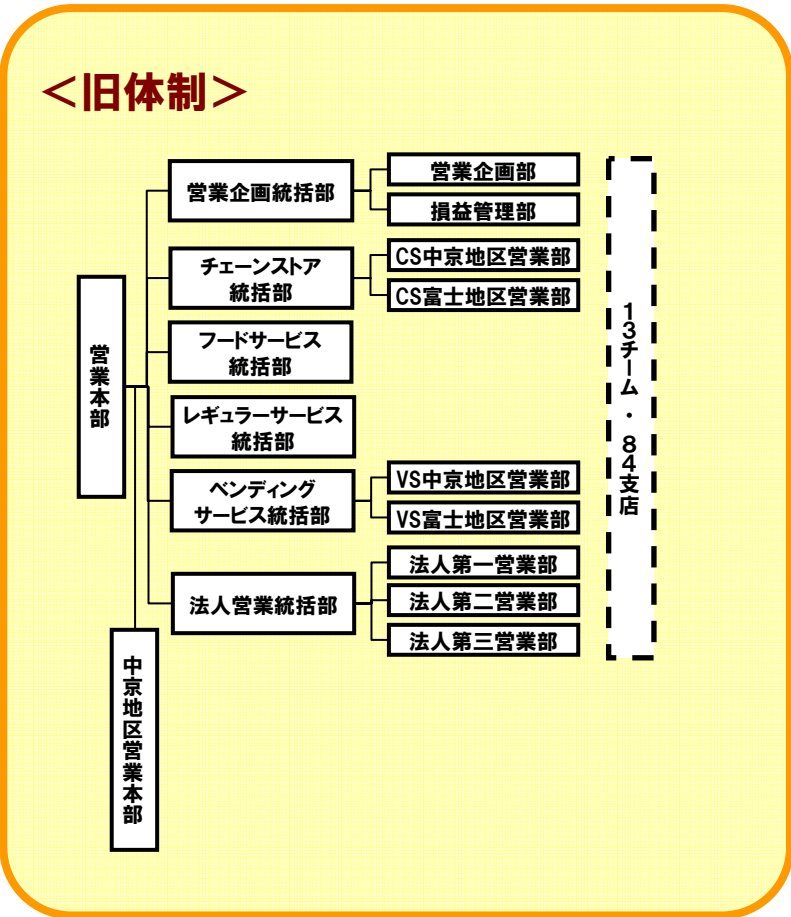 ＜旧体制＞
営業本部
中京地区営業本部
営業企画統括部
営業企画部
損益管理部
チェーンストア
統括部
CS中京地区営業部
CS富士地区営業部
フードサービス
統括部
レギュラーサービス
統括部
ベンディング
サービス統括部
VS中京地区営業部
VS富士地区営業部
法人営業統括部
法人第一営業部
法人第二営業部
法人第三営業部
13チーム・84支店